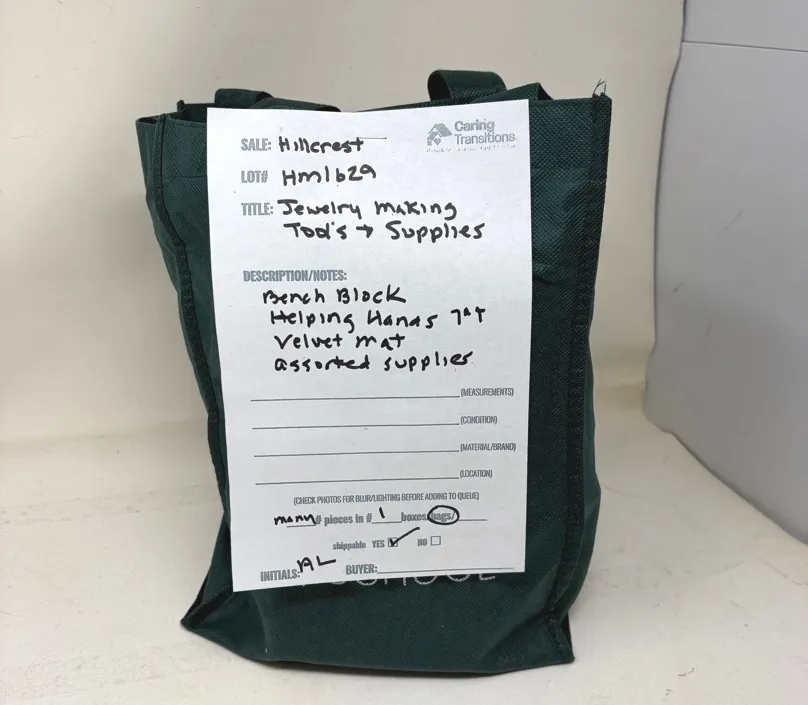 Caring
Transitions
SALE: Hillcrest
LOT# Hm1629
TITLE: Jewelry Making
Tools + Supplies
DESCRIPTION/NOTES:
Bench Block
Helping Hands
Velvet mat
assorted supplies
(MEASUREMENTS)
(CONDITION)
(MATERIAL/BRAND)
(LOCATION)
(CHECK PHOTOS FOR BLUR/LIGHTING BEFORE ADDING TO QUEUE)
many # pieces in # 1 boxes/bags/
shippable YES NO
INITIALS: AL BUYER: